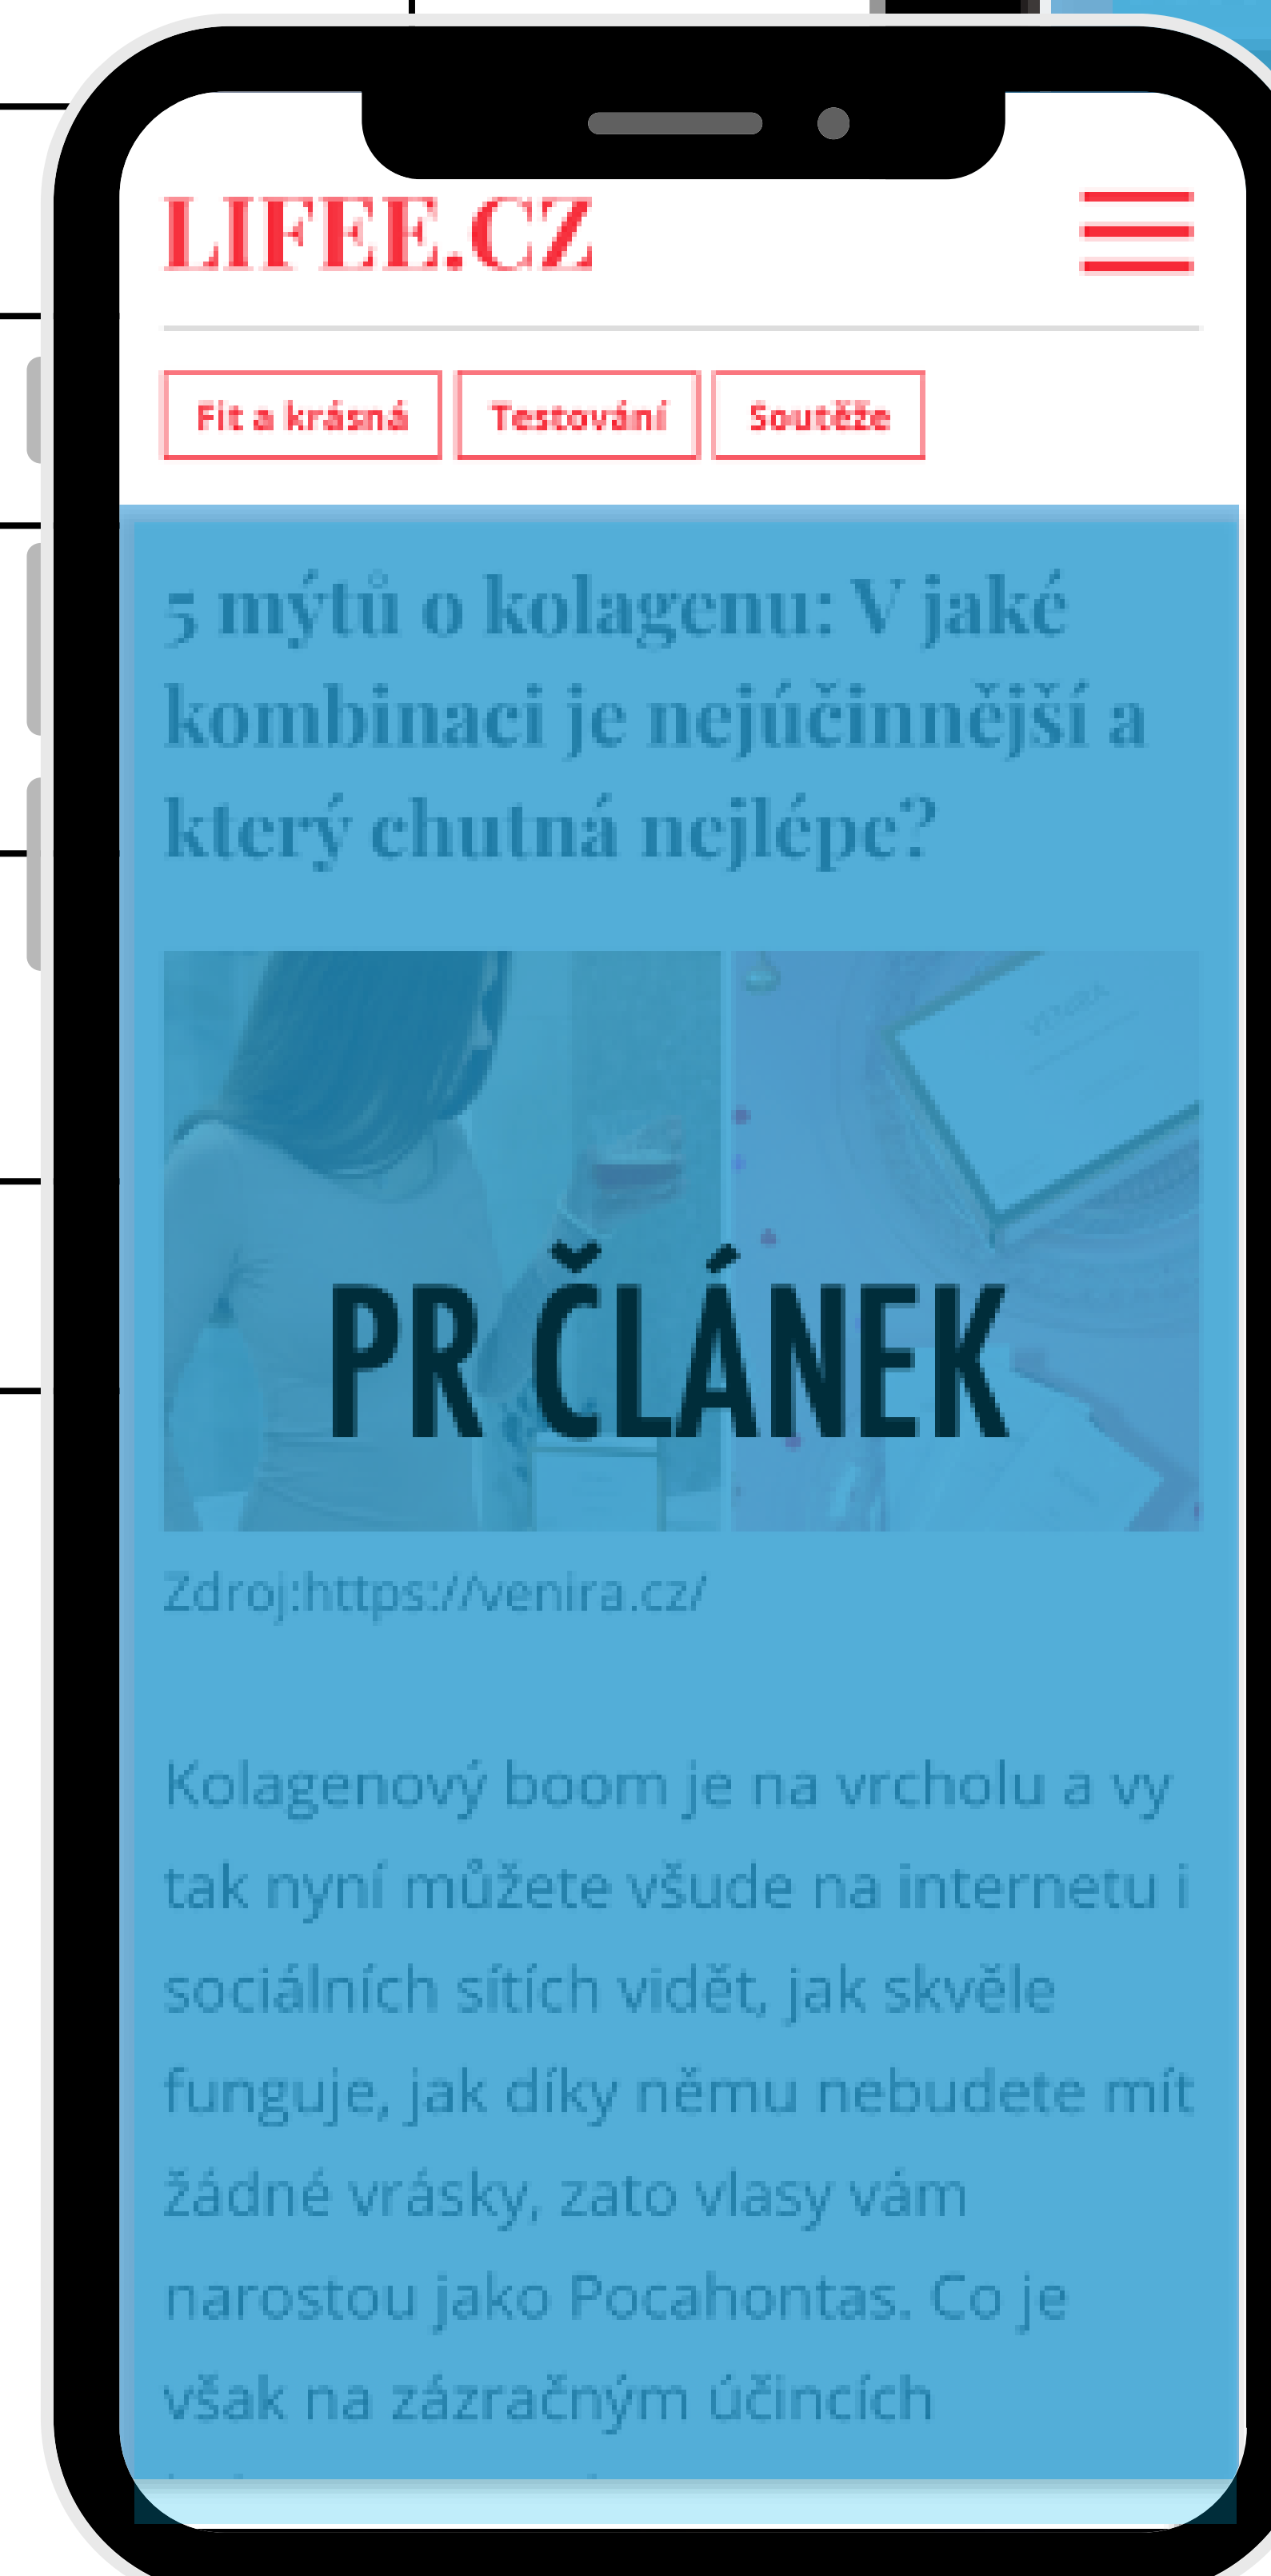 LIFEE.CZ
Fit a krásná Testování Soutěže
5 mýtů o kolagenu: V jaké
kombinaci je nejúčinnější a
který chutná nejlépe?
PR ČLÁNEK
Zdroj:https://venira.cz/
Kolagenový boom je na vrcholu a vy
tak nyní můžete všude na internetu i
sociálních sítích vidět, jak skvěle
funguje, jak díky němu nebudete mít
žádné vrásky, zato vlasy vám
narostou jako Pocahontas. Co je
však na zázračným účincích